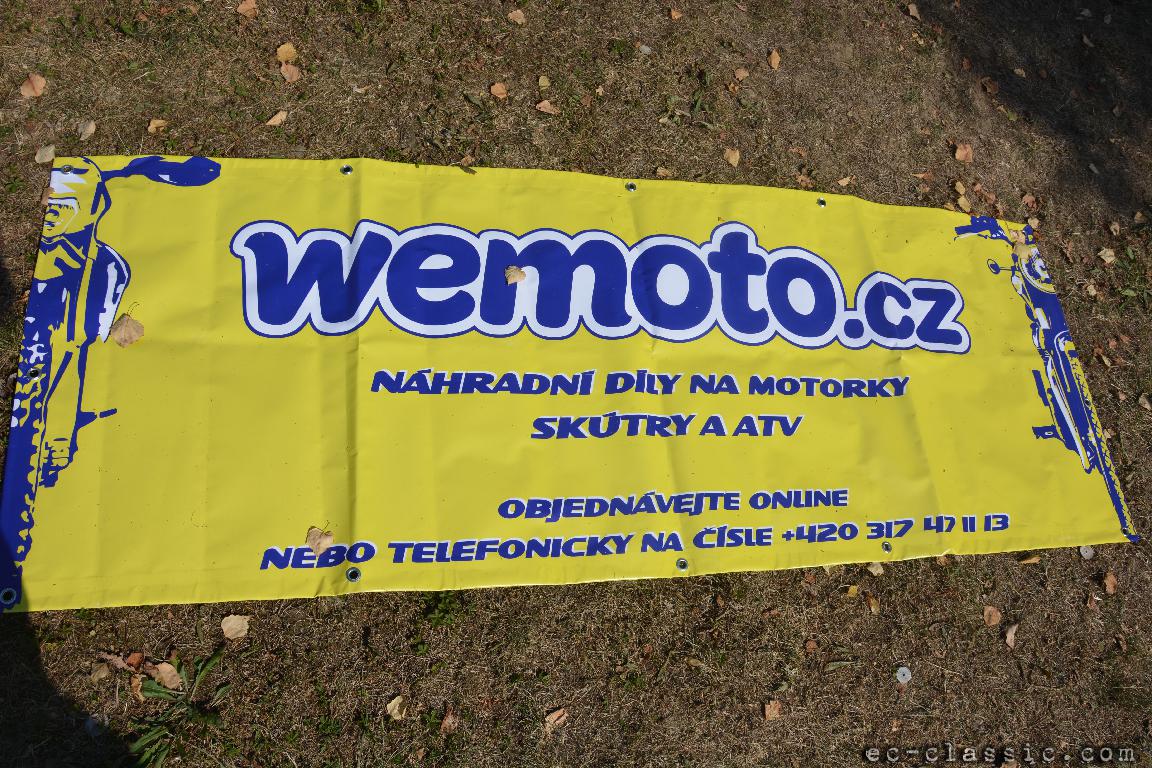 wemoto.cz
NÁHRADNÍ DÍLY NA MOTORKY
SKÚTRY A ATV
OBJEDNÁVEJTE ONLINE
NEBO TELEFONICKY NA ČÍSLE +420 317 47 11 13
ec-classic.com